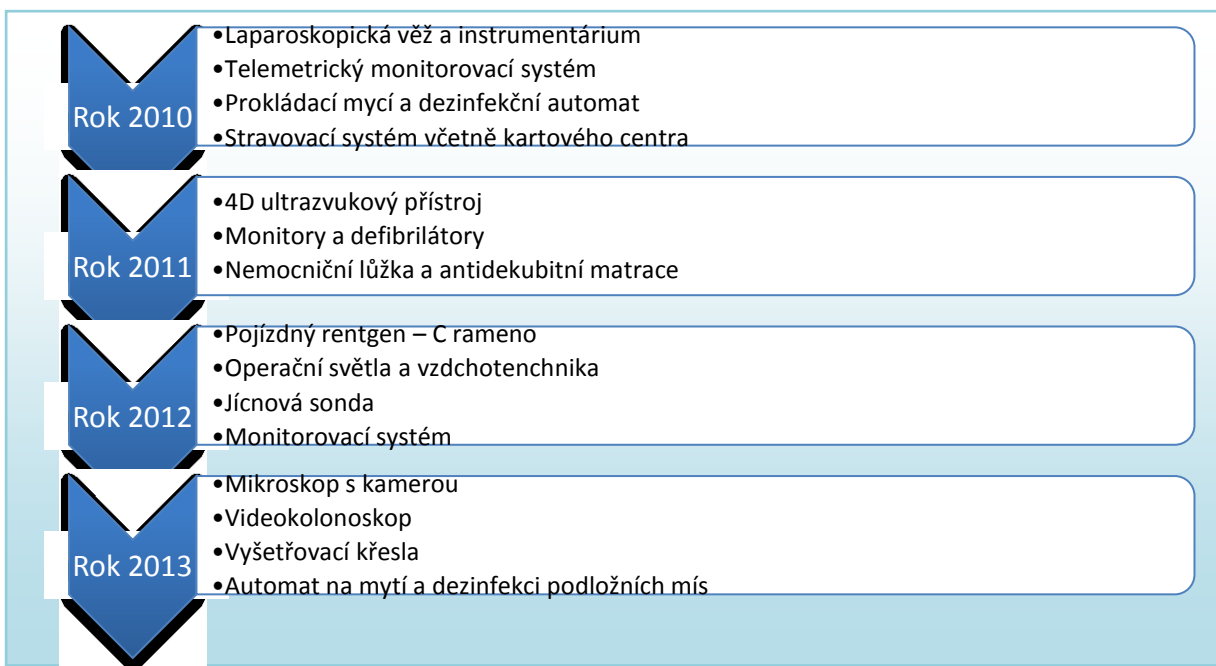 Rok 2010
•Laparoskopická věž a instrumentárium
•Telemetrický monitorovací systém
•Prokládací mycí a dezinfekční automat
•Stravovací systém včetně kartového centra
Rok 2011
•4D ultrazvukový přístroj
•Monitory a defibrilátory
•Nemocniční lůžka a antidekubitní matrace
Rok 2012
•Pojízdný rentgen – C rameno
•Operační světla a vzdchotenchnika
•Jícnová sonda
•Monitorovací systém
Rok 2013
•Mikroskop s kamerou
•Videokolonoskop
•Vyšetřovací křesla
•Automat na mytí a dezinfekci podložních mís